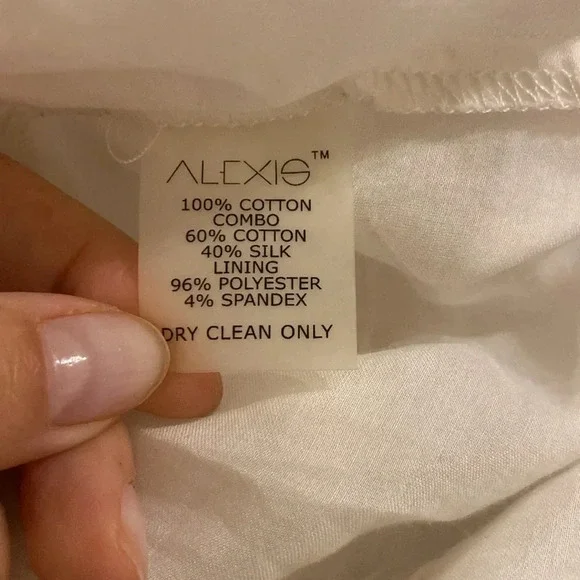 ALEXIS™
100% COTTON
COMBO
60% COTTON
40% SILK
LINING
96% POLYESTER
4% SPANDEX
DRY CLEAN ONLY